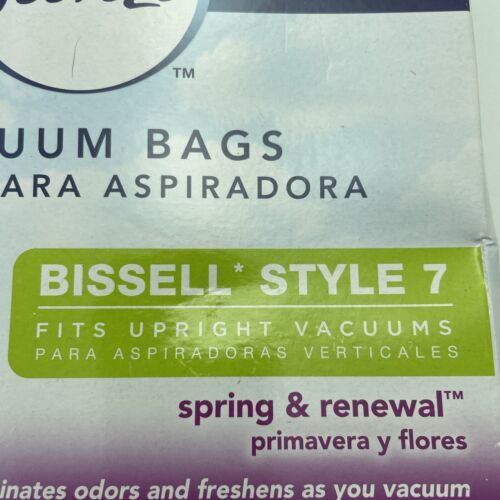 TM
UUM BAGS
ARA ASPIRADORA
BISSELL* STYLE 7
FITS UPRIGHT VACUUMS
PARA ASPIRADORAS VERTICALES
spring & renewal™
primavera y flores
inates odors and freshens as you vacuum